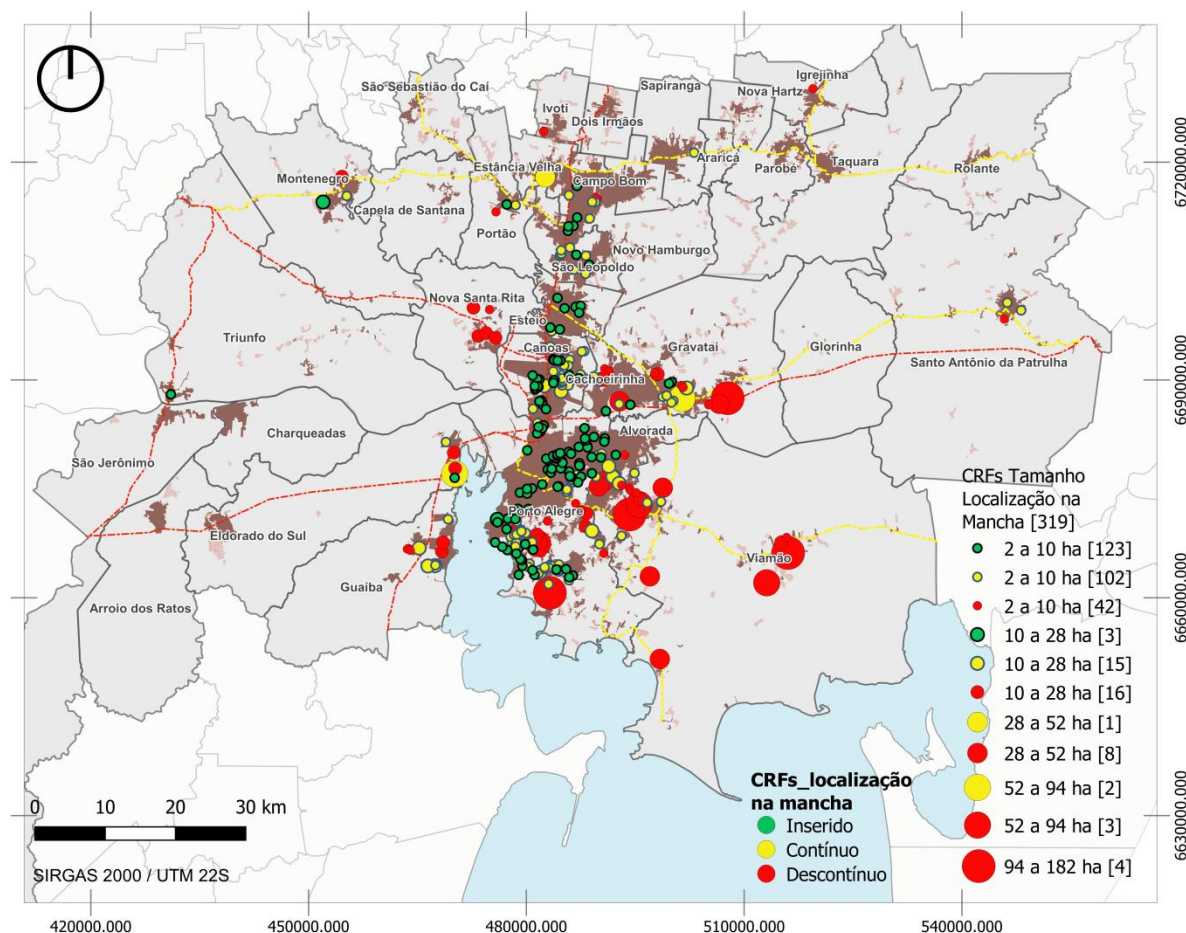 São Sebastião do Caí
Igrejinha
Sapiranga
Nova Hartz
Ivoti
Dois Irmãos
Araricá
Parobé
Taquara
Rolante
Estância Velha
Campo Bom
Montenegro
Capela de Santana
Portão
Novo Hamburgo
São Leopoldo
Nova Santa Rita
Esteio
Triunfo
Canoas
Gravataí
Glorinha
Santo Antônio da Patrulha
Cachoeirinha
Alvorada
Charqueadas
São Jerônimo
Porto Alegre
Eldorado do Sul
Viamão
Guaíba
Arroio dos Ratos
CRFs Tamanho
Localização na
Mancha [319]
2 a 10 ha [123]
2 a 10 ha [102]
2 a 10 ha [42]
10 a 28 ha [3]
10 a 28 ha [15]
10 a 28 ha [16]
28 a 52 ha [1]
28 a 52 ha [8]
52 a 94 ha [2]
52 a 94 ha [3]
94 a 182 ha [4]
CRFs_localização
na mancha
Inserido
Contínuo
Descontínuo
0 10 20 30 km
SIRGAS 2000 / UTM 22S
6720000.000
6690000.000
6660000.000
6630000.000
420000.000 450000.000 480000.000 510000.000 540000.000